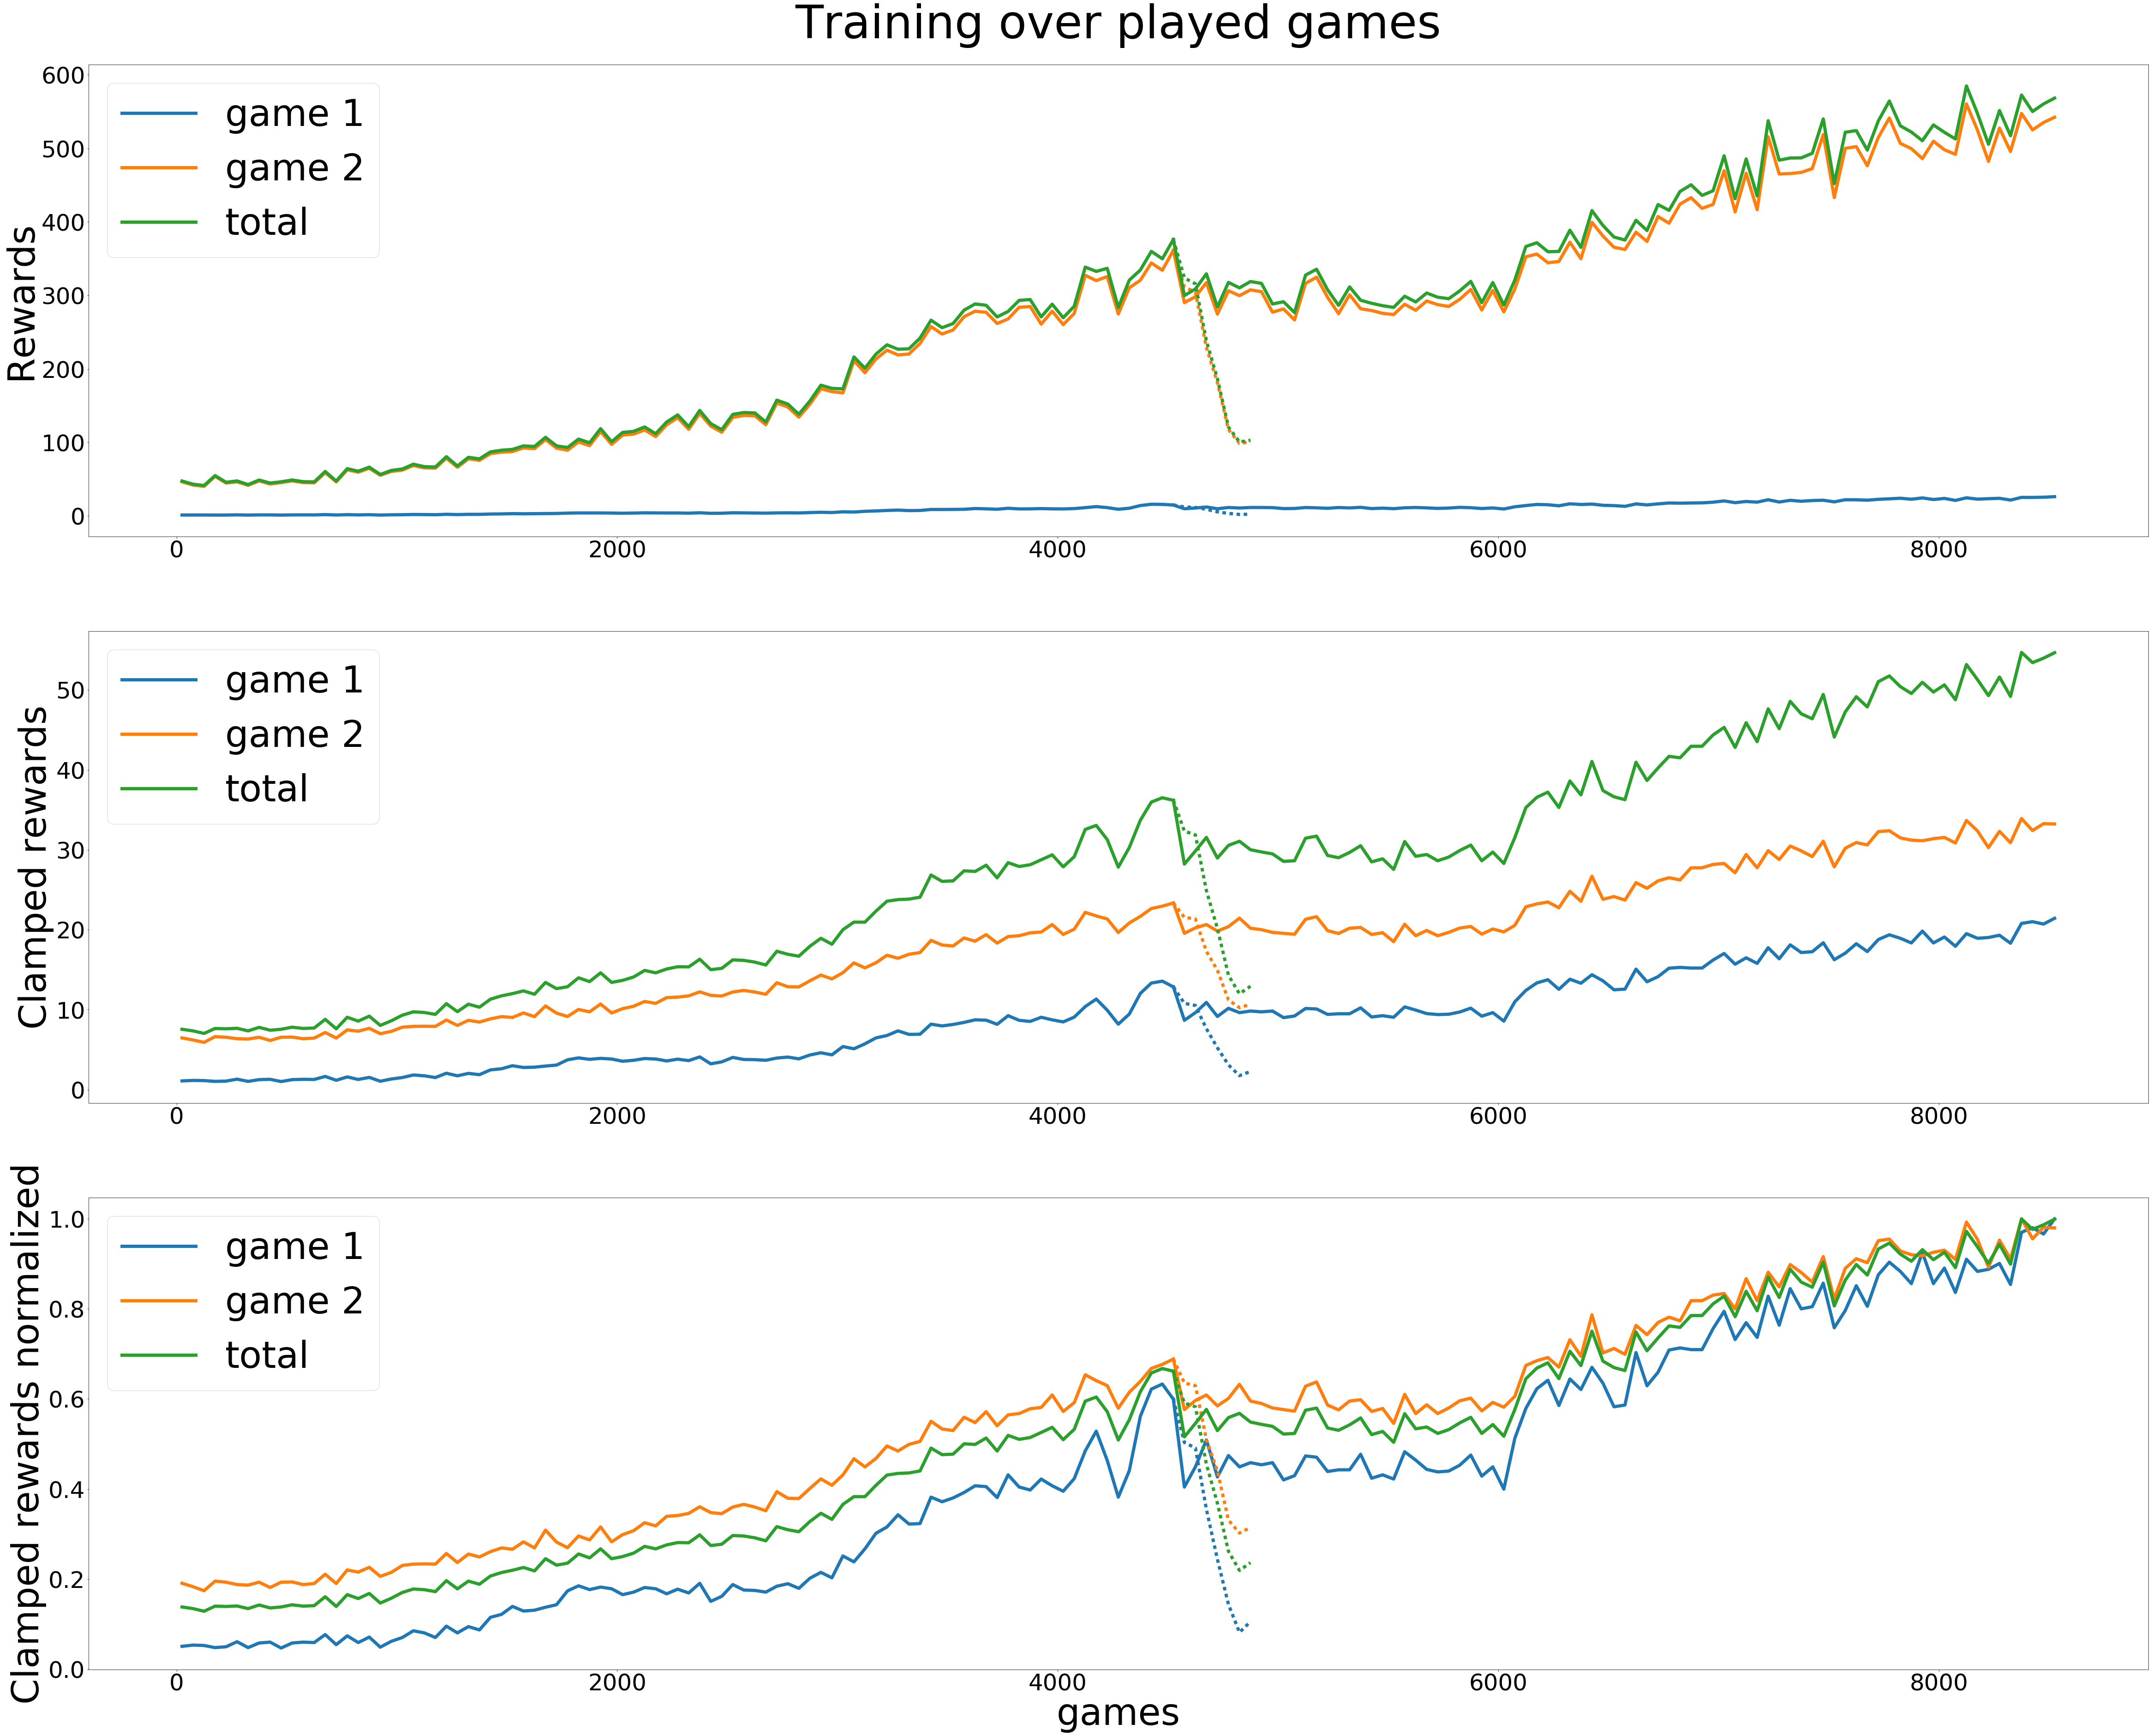 Training over played games
Rewards
600
500
400
300
200
100
0
game 1
game 2
total
0 2000 4000 6000 8000
Clamped rewards
50
40
30
20
10
0
game 1
game 2
total
0 2000 4000 6000 8000
Clamped rewards normalized
1.0
0.8
0.6
0.4
0.2
0.0
game 1
game 2
total
0 2000 4000 6000 8000
games